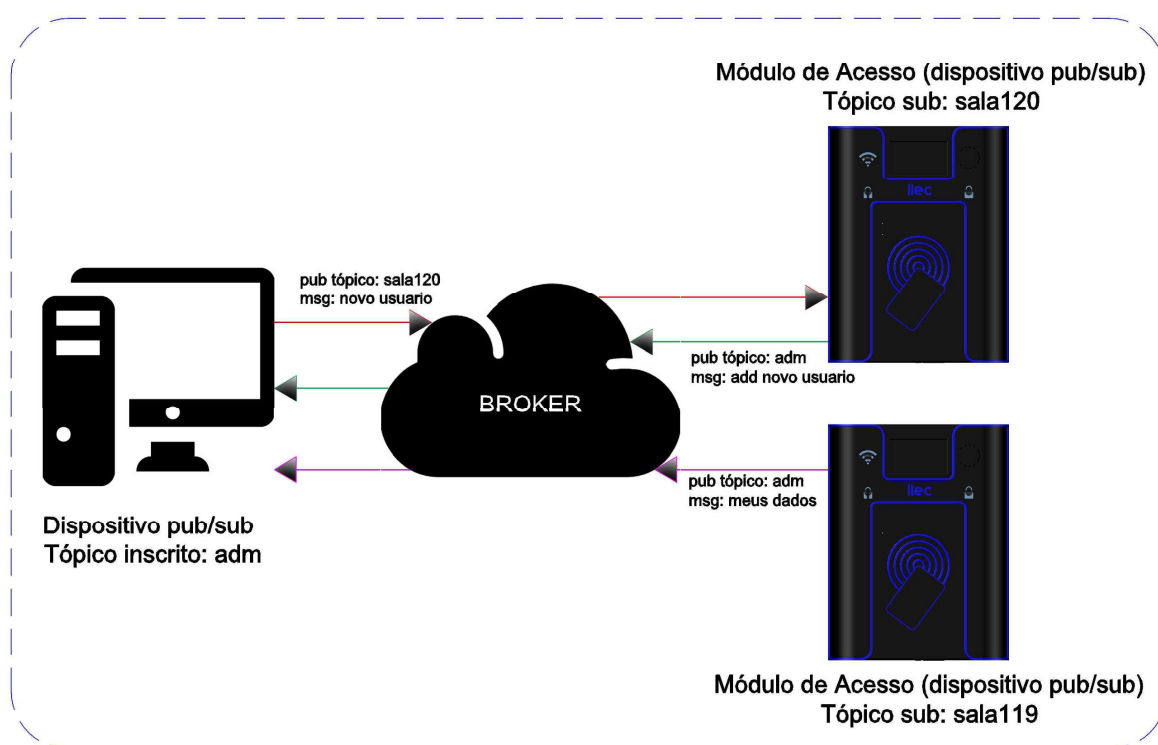 Módulo de Acesso (dispositivo pub/sub)
Tópico sub: sala120
liec
pub tópico: sala120
msg: novo usuario
pub tópico: adm
msg: add novo usuario
BROKER
liec
pub tópico: adm
msg: meus dados
Dispositivo pub/sub
Tópico inscrito: adm
Módulo de Acesso (dispositivo pub/sub)
Tópico sub: sala119